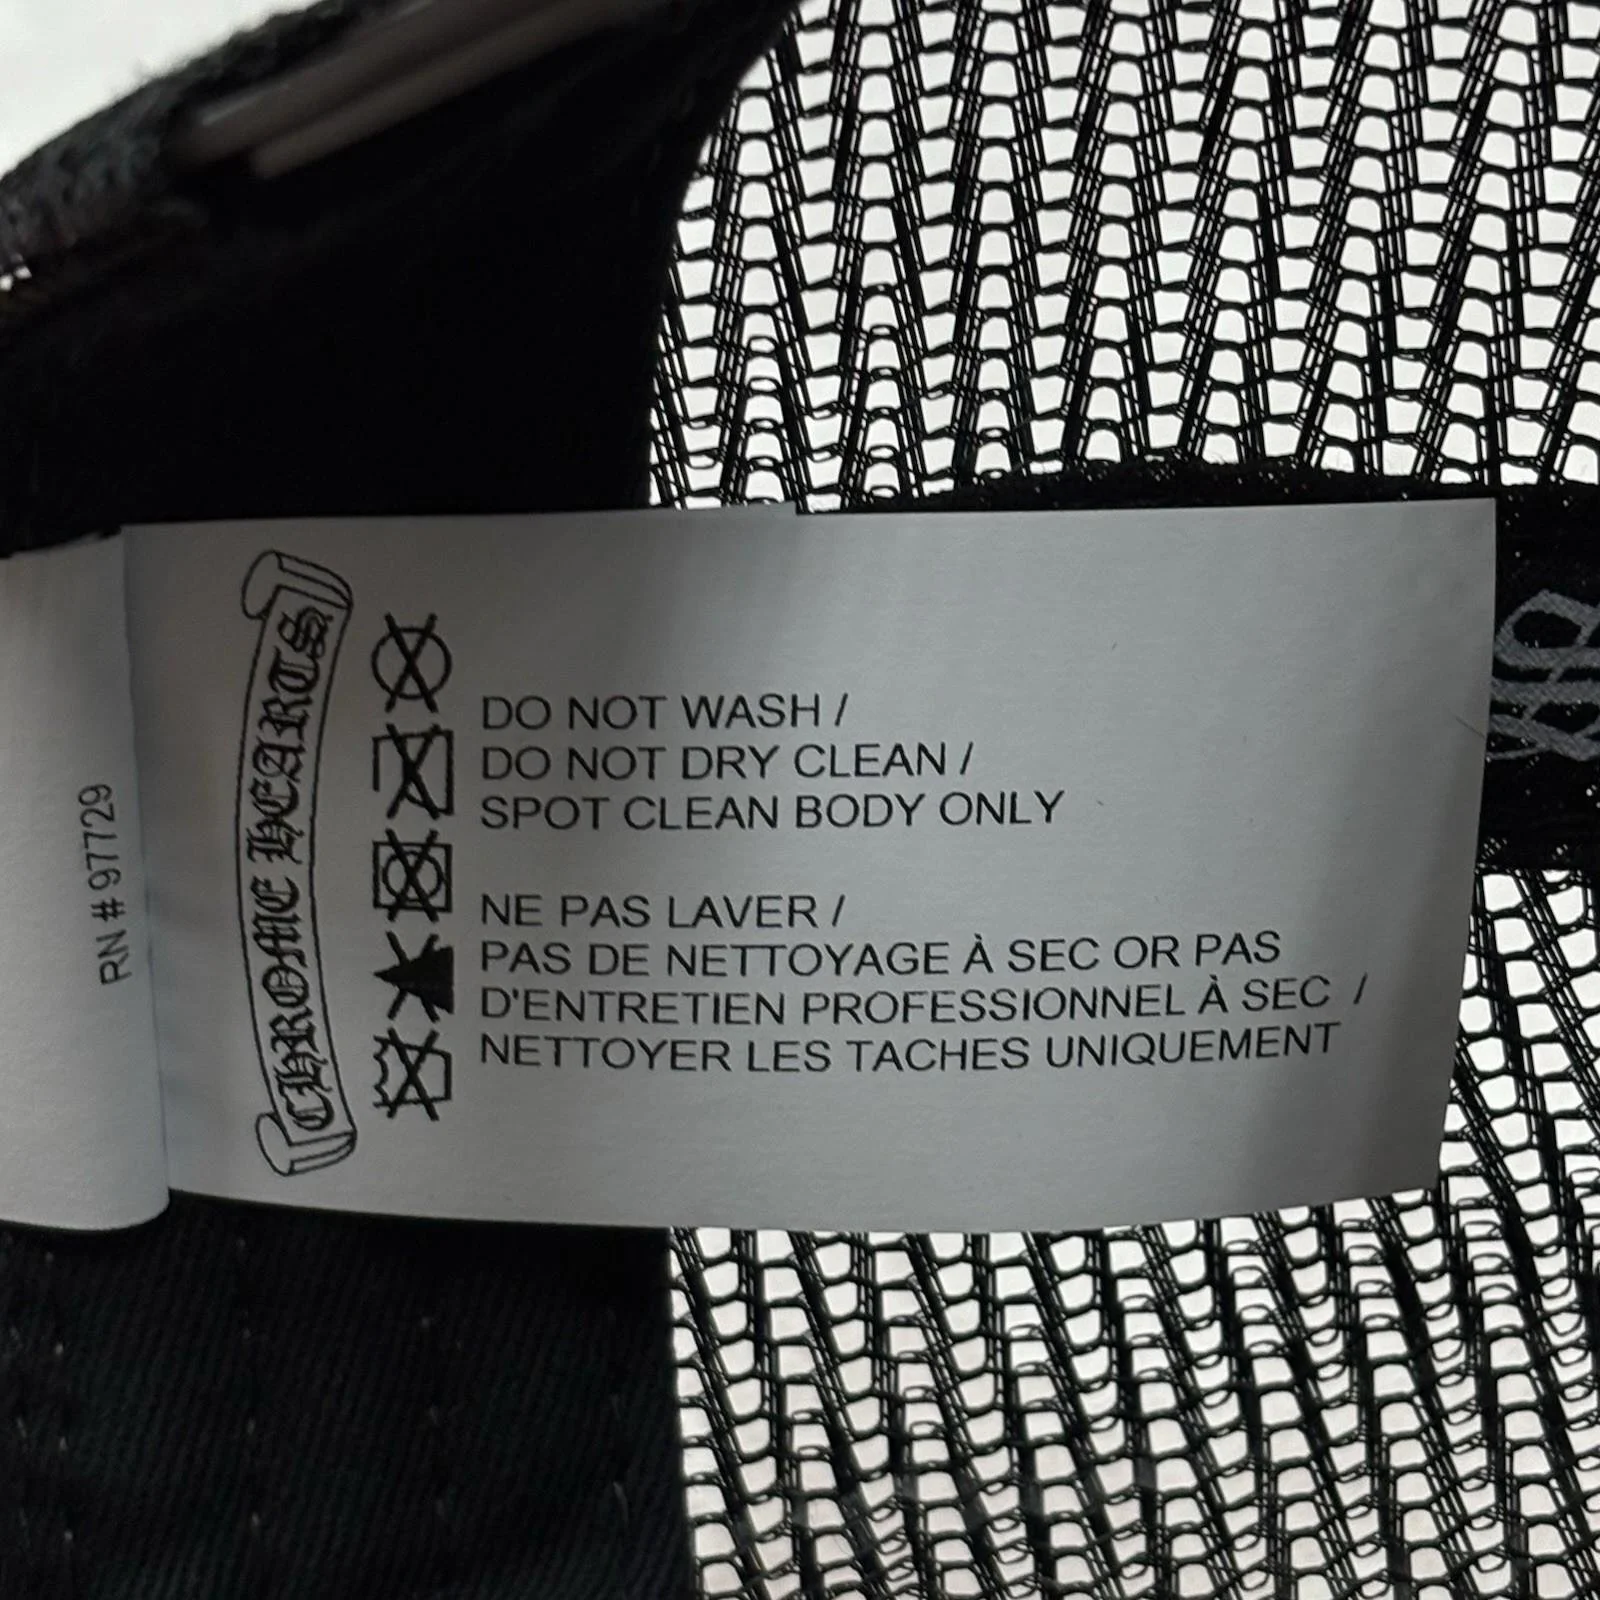 RN # 97729
CHROME HEARTS
DO NOT WASH /
DO NOT DRY CLEAN /
SPOT CLEAN BODY ONLY
NE PAS LAVER /
PAS DE NETTOYAGE À SEC OR PAS
D'ENTRETIEN PROFESSIONNEL À SEC /
NETTOYER LES TACHES UNIQUEMENT